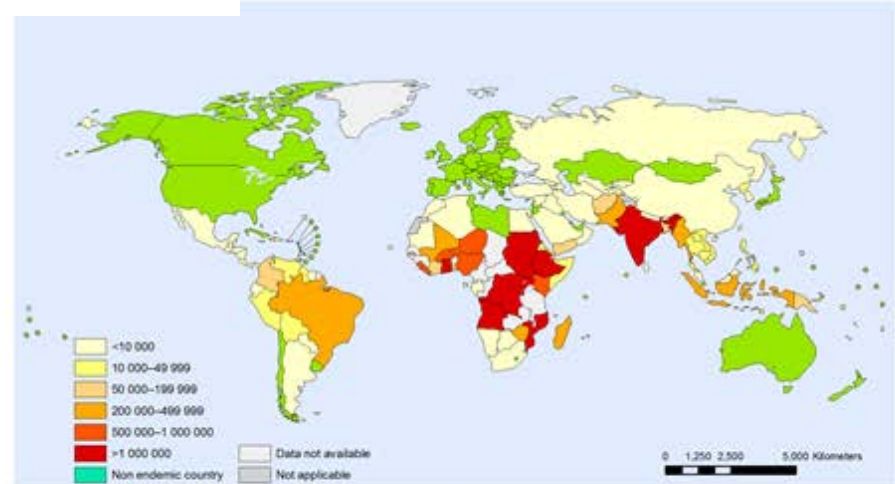 <10 000
10 000–49 999
50 000–199 999
200 000–499 999
500 000–1 000 000
>1 000 000
Non endemic country
Data not available
Not applicable
0 1,250 2,500 5,000 Kilometers